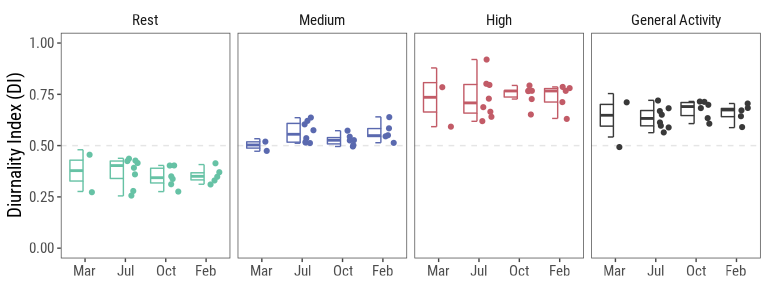 Rest Medium High General Activity
Diurnality Index (DI)
1.00
0.75
0.50
0.25
0.00
Mar Jul Oct Feb Mar Jul Oct Feb Mar Jul Oct Feb Mar Jul Oct Feb